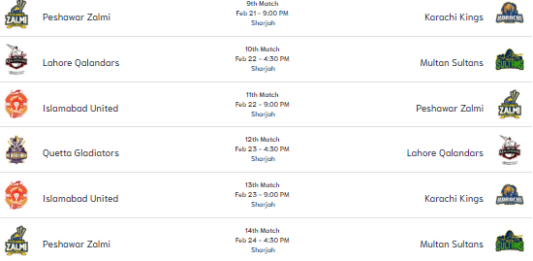 9th Match
Peshawar Zalmi
Feb 21 - 9:00 PM
Karachi Kings
Sharjah
10th Match
Lahore Qalandars
Feb 22 - 4:30 PM
Multan Sultans
Sharjah
11th Match
Islamabad United
Feb 22 - 9:00 PM
Peshawar Zalmi
Sharjah
12th Match
Quetta Gladiators
Feb 23 - 4:30 PM
Lahore Qalandars
Sharjah
13th Match
Islamabad United
Feb 23 - 9:00 PM
Karachi Kings
Sharjah
14th Match
Peshawar Zalmi
Feb 24 - 4:30 PM
Multan Sultans
Sharjah